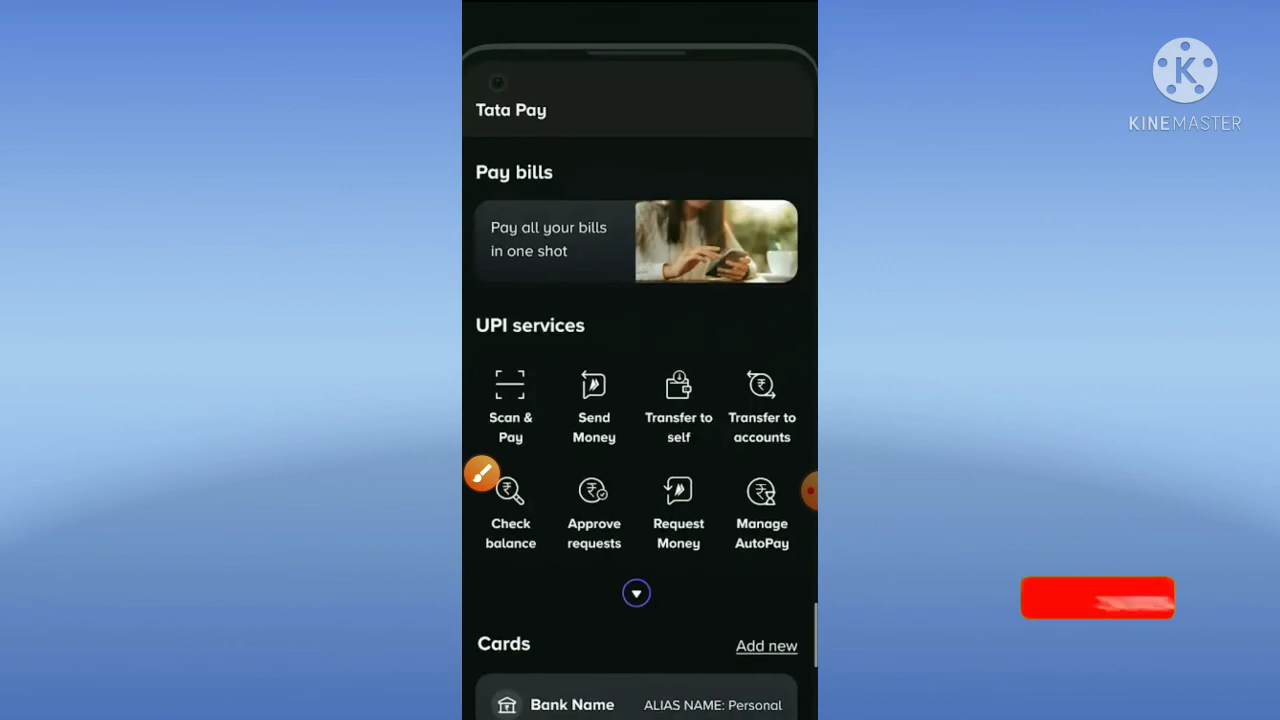 K
KINEMASTER
Tata Pay
Pay bills
Pay all your bills
in one shot
UPI services
Scan &
Pay
Send
Money
Transfer to
self
Transfer to
accounts
Check
balance
Approve
requests
Request
Money
Manage
AutoPay
Cards
Add new
Bank Name
ALIAS NAME: Personal